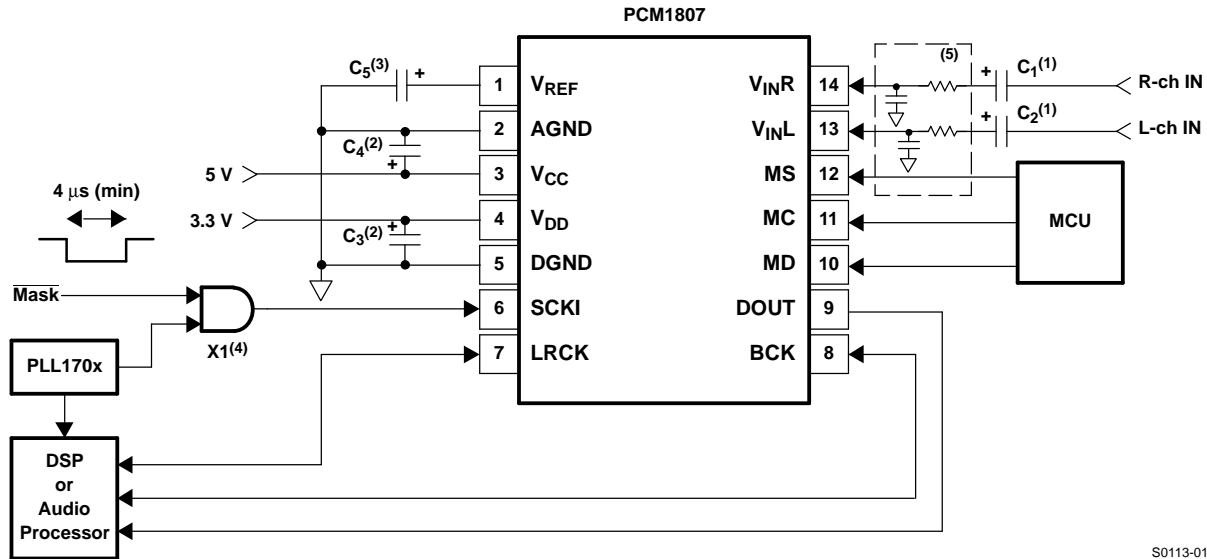 PCM1807
C5(3) +
1 VREF
2 AGND
C4(2)
+
5 V
3 VCC
3.3 V
4 VDD
C3(2)
+
5 DGND
4 μs (min)
Mask
6 SCKI
X1(4)
7 LRCK
PLL170x
DSP
or
Audio
Processor
(5)
VINR 14
+ C1(1)
R-ch IN
VINL 13
+ C2(1)
L-ch IN
MS 12
MC 11
MD 10
MCU
DOUT 9
BCK 8
S0113-01